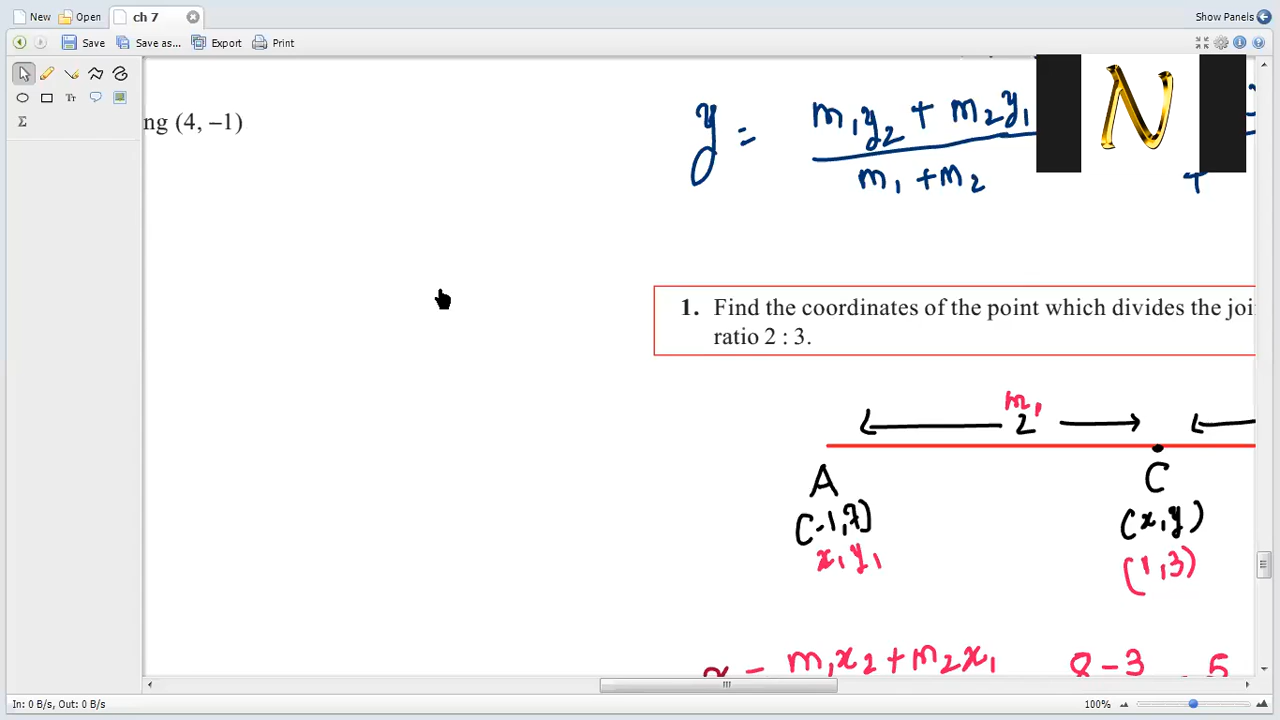 New Open ch 7 Show Panels
Save Save as... Export Print
ng (4, –1)
y = m₁y₂ + m₂y₁
m₁ + m₂
N
1. Find the coordinates of the point which divides the joi
ratio 2 : 3.
m₁
2
A C
(-1,7) (x,y)
x₁ y₁ (1,3)
m₁x₂ + m₂x₁ 8 – 3 5
In: 0 B/s, Out: 0 B/s 100%